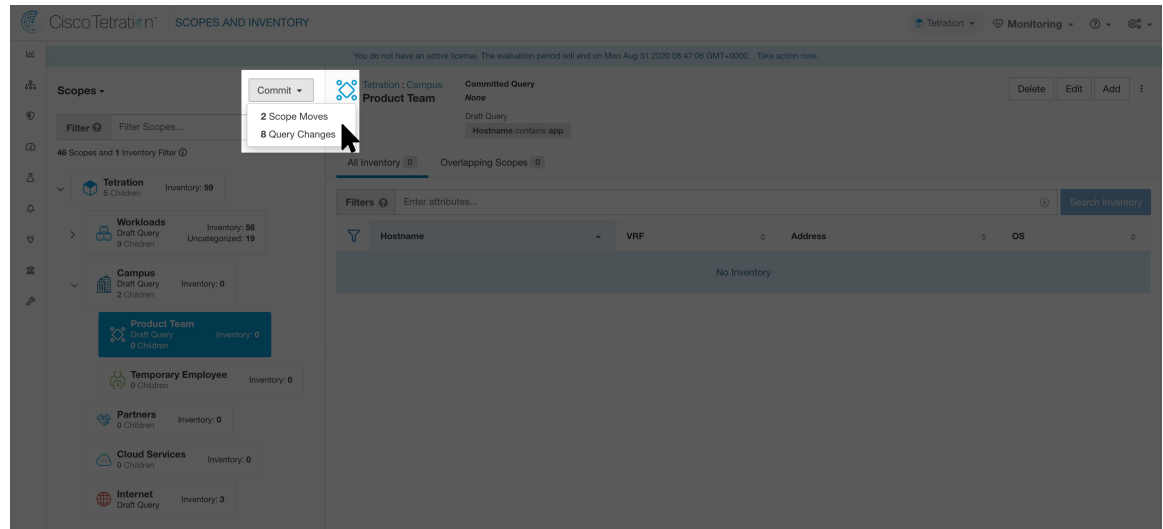 Cisco Tetration SCOPES AND INVENTORY
Tetration
Monitoring
You do not have an active license. The evaluation period will end on Mon Aug 31 2020 08:47:06 GMT+0000. Take action now.
Scopes
Commit
2 Scope Moves
8 Query Changes
Filter Filter Scopes...
46 Scopes and 1 Inventory Filter
Tetration
5 Children
Inventory: 59
Workloads
Draft Query
9 Children
Inventory: 56
Uncategorized: 19
Campus
Draft Query
2 Children
Inventory: 0
Product Team
Draft Query
0 Children
Inventory: 0
Temporary Employee
0 Children
Inventory: 0
Partners
0 Children
Inventory: 0
Cloud Services
0 Children
Inventory: 0
Internet
Draft Query
Inventory: 3
Tetration : Campus
Product Team
Committed Query
None
Draft Query
Hostname contains app
Delete Edit Add
All Inventory 0 Overlapping Scopes 0
Filters Enter attributes... Search Inventory
Hostname VRF Address OS
No Inventory